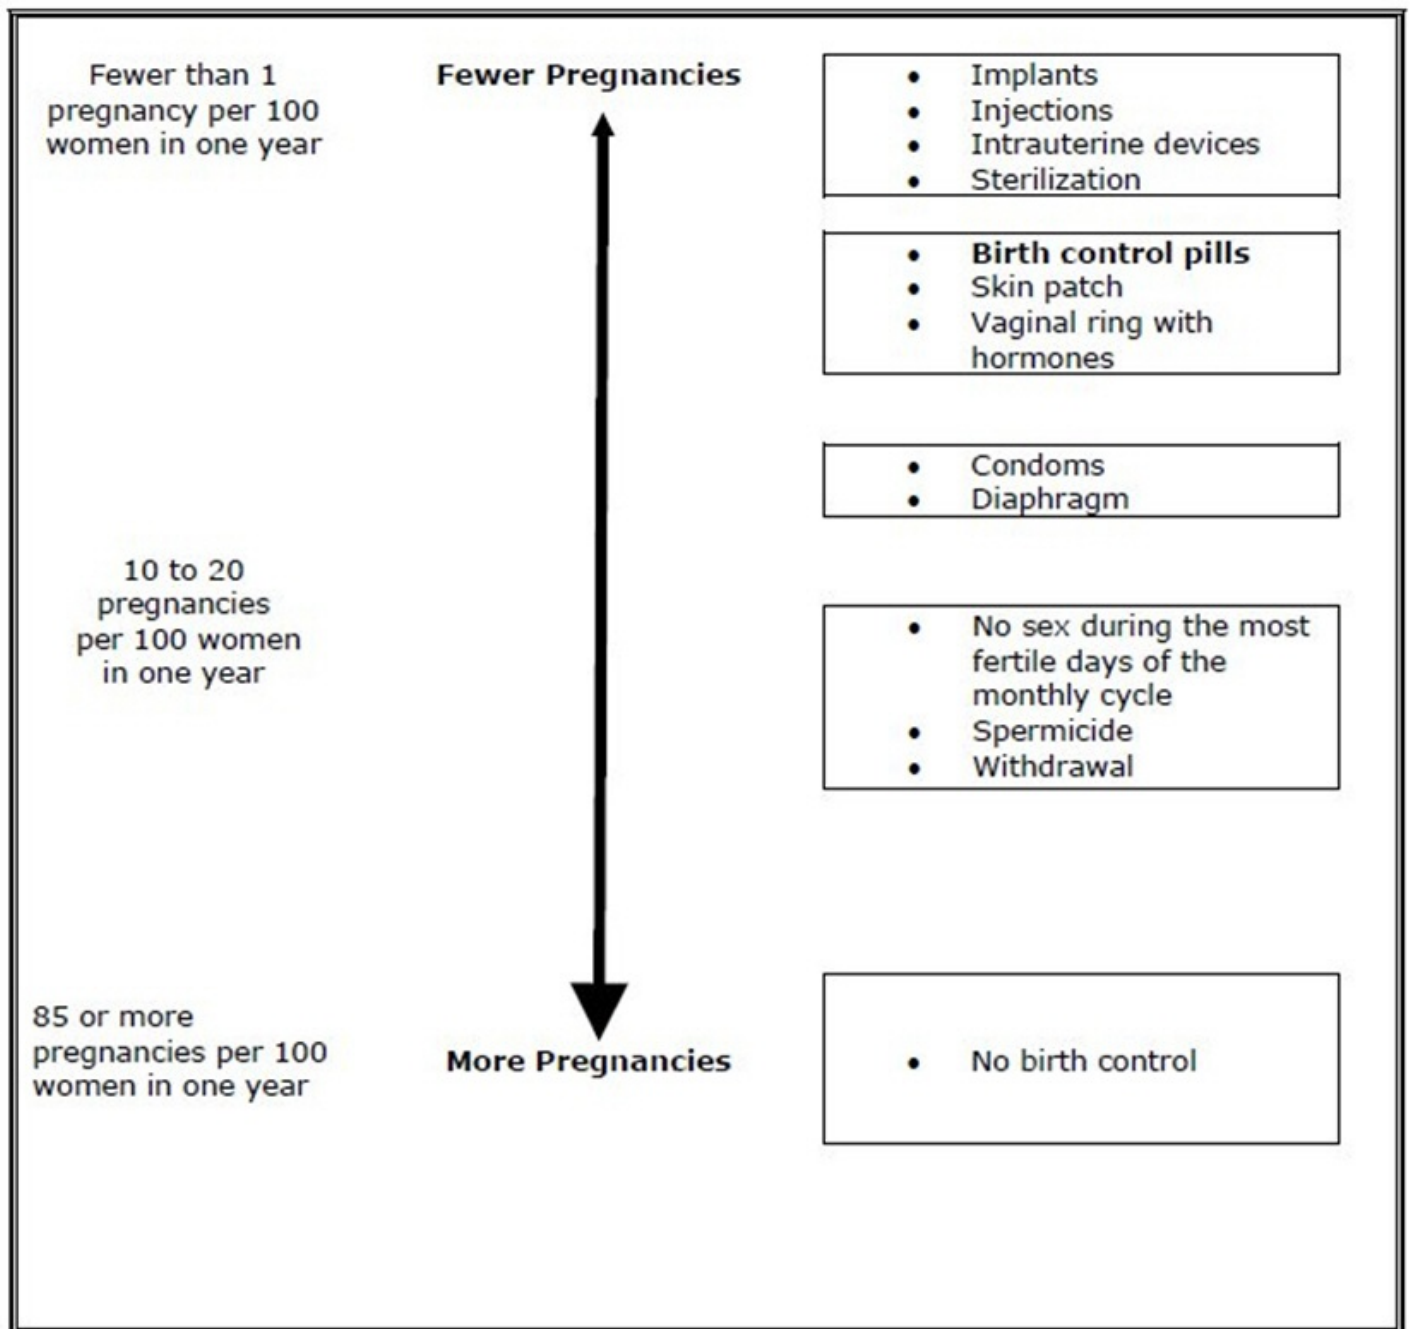 Fewer than 1
pregnancy per 100
women in one year
Fewer Pregnancies
• Implants
• Injections
• Intrauterine devices
• Sterilization
• Birth control pills
• Skin patch
• Vaginal ring with
hormones
• Condoms
• Diaphragm
10 to 20
pregnancies
per 100 women
in one year
• No sex during the most
fertile days of the
monthly cycle
• Spermicide
• Withdrawal
85 or more
pregnancies per 100
women in one year
More Pregnancies
• No birth control